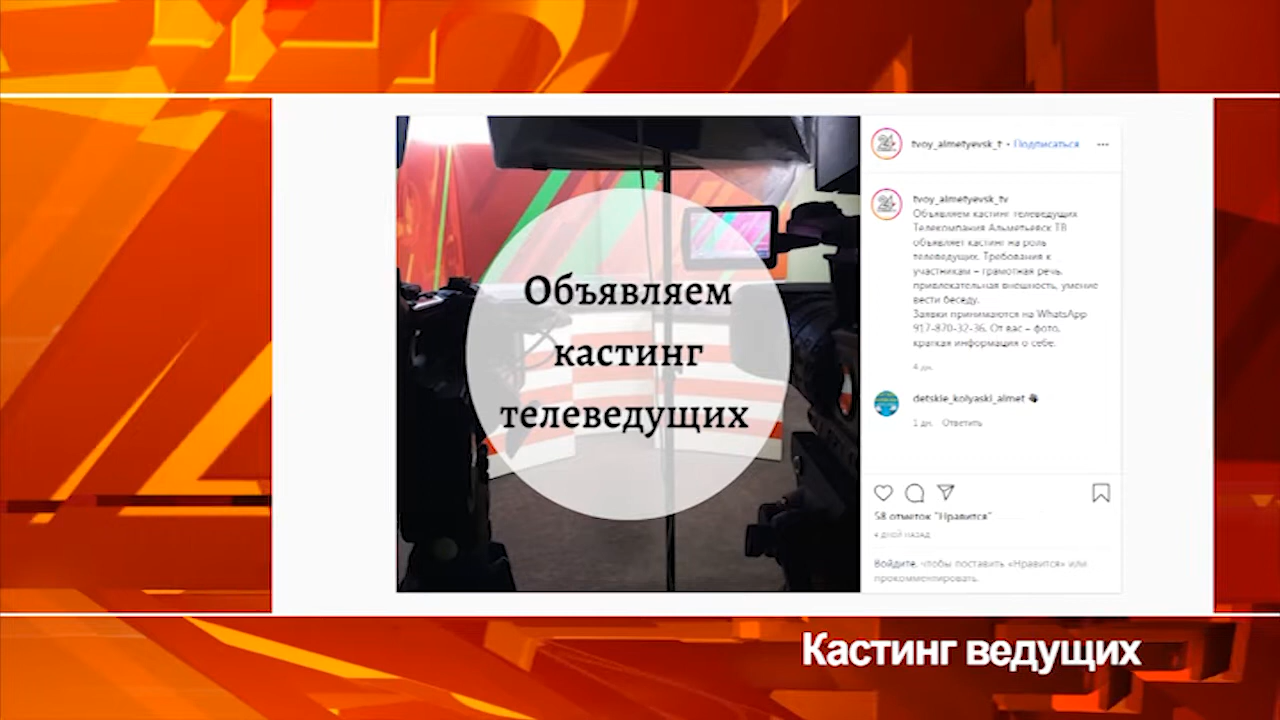 Объявляем
кастинг
телеведущих
tvoy_almetyevsk_t • Подписаться
tvoy_almetyevsk_tv
Объявляем кастинг телеведущих
Телекомпания Альметьевск ТВ
объявляет кастинг на роль
телеведущих. Требования к
участникам – грамотная речь,
привлекательная внешность, умение
вести беседу.
Заявки принимаются на WhatsApp
917-870-32-36. От вас – фото,
краткая информация о себе.
4 дн.
detskie_kolyaski_almet
1 дн. Ответить
58 отметок "Нравится"
4 ДНЕЙ НАЗАД
Войдите, чтобы поставить «Нравится» или
прокомментировать.
Кастинг ведущих